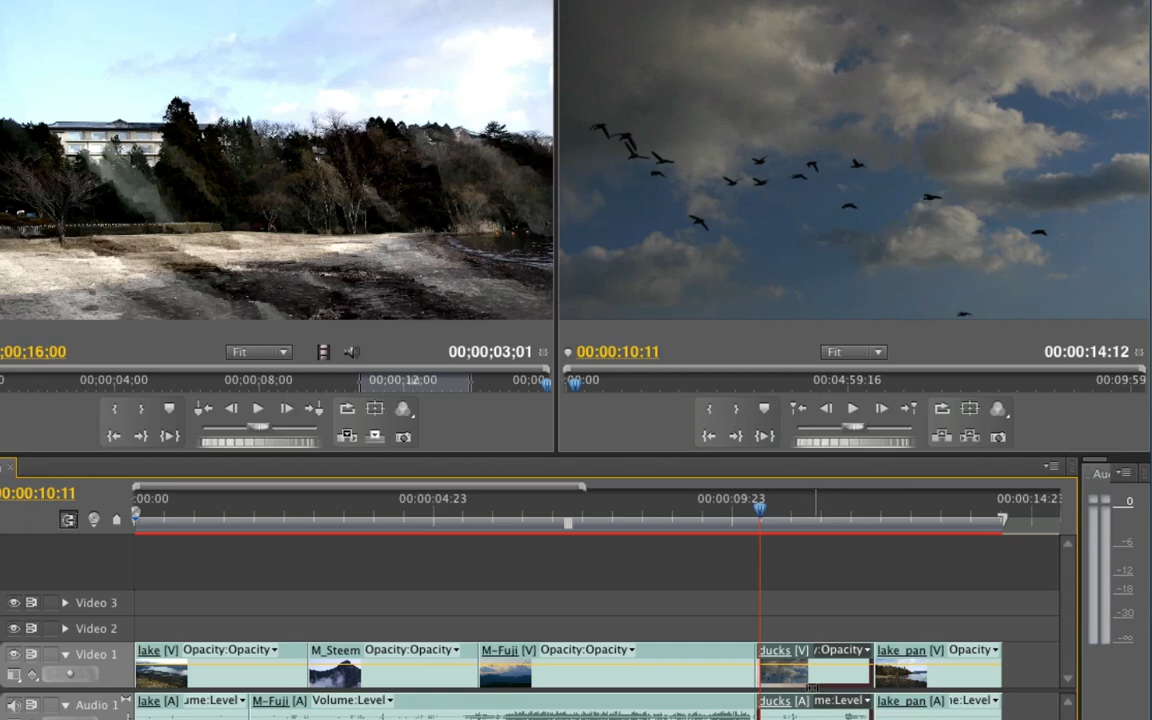 ;00;16;00
Fit
00;00;03;01
00:00:10:11
Fit
00:00:14:12
0
00;00;04;00
00;00;08;00
00;00;12;00
00;00
:00:00
00:04:59:16
00:09:59
Au
0:00:10:11
:00:00
00:00:04:23
00:00:09:23
00:00:14:23
0
-6
-12
-18
-30
-∞
Video 3
Video 2
Video 1
lake [V] Opacity:Opacity
M_Steem Opacity:Opacity
M-Fuji [V] Opacity:Opacity
ducks [V] /:Opacity
lake_pan [V] Opacity
Audio 1
lake [A] ume:Level
M-Fuji [A] Volume:Level
ducks [A] me:Level
lake_pan [A] ie:Level